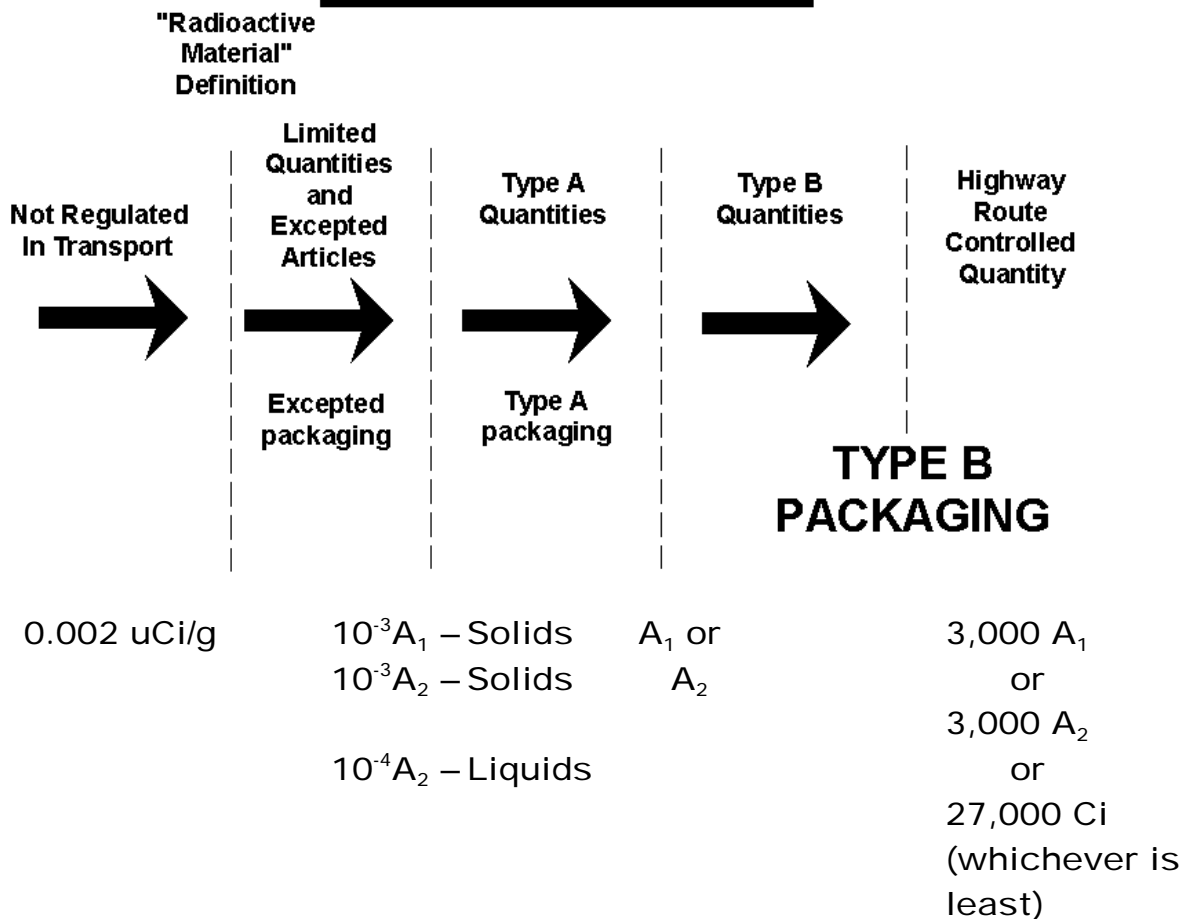 "Radioactive
Material"
Definition
Not Regulated
In Transport
Limited
Quantities
and
Excepted
Articles
Type A
Quantities
Type B
Quantities
Highway
Route
Controlled
Quantity
Excepted
packaging
Type A
packaging
TYPE B
PACKAGING
0.002 uCi/g
10⁻³A₁ – Solids
10⁻³A₂ – Solids
10⁻⁴A₂ – Liquids
A₁ or
A₂
3,000 A₁
or
3,000 A₂
or
27,000 Ci
(whichever is
least)